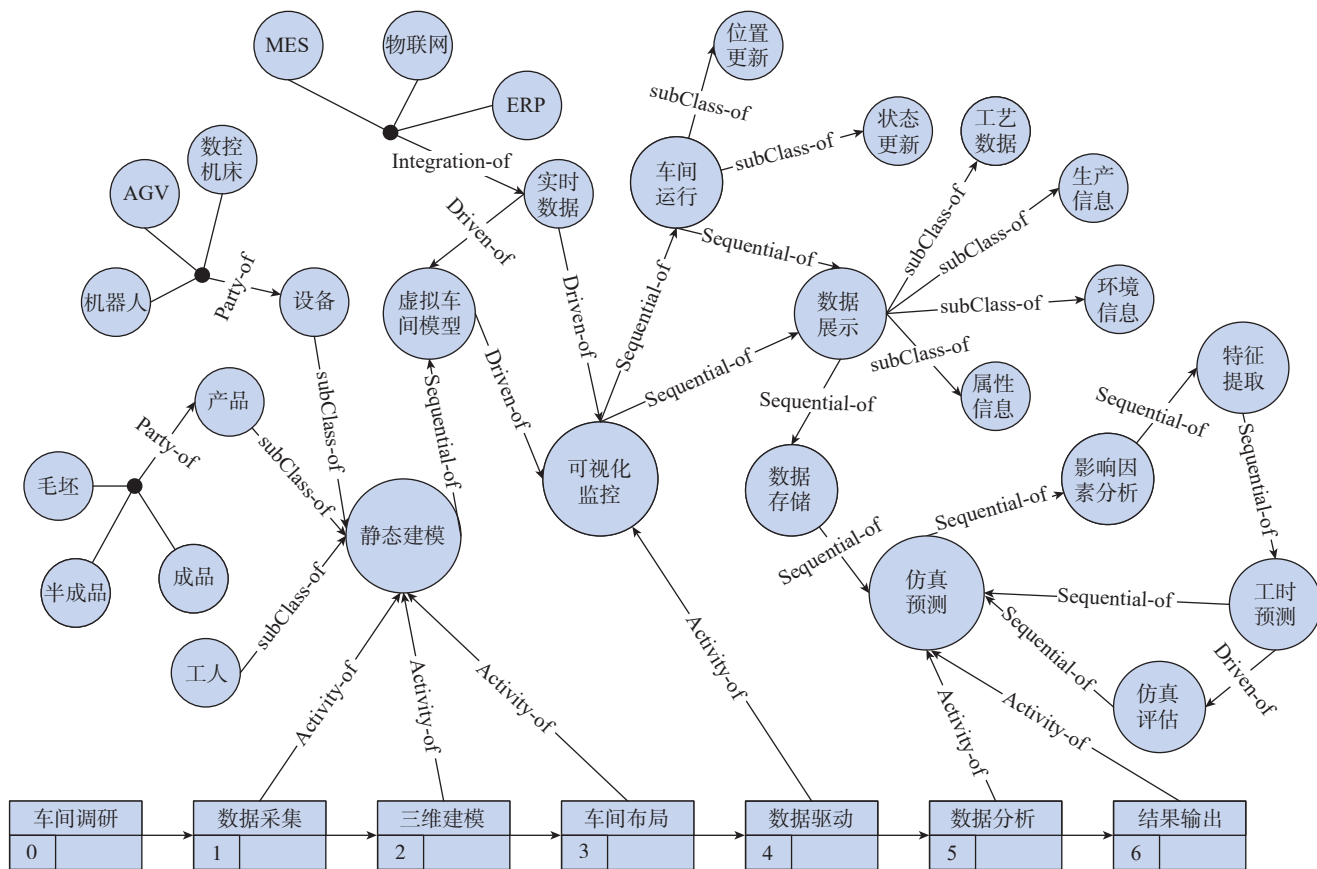 MES
物联网
ERP
位置
更新
subClass-of
状态
更新
subClass-of
工艺
数据
数控
机床
AGV
Integration-of
实时
数据
车间
运行
生产
信息
subClass-of
subClass-of
机器人
Party-of
设备
Driven-of
虚拟车
间模型
Driven-of
Sequential-of
Sequential-of
数据
展示
subClass-of
环境
信息
subClass-of
属性
信息
特征
提取
产品
Party-of
subClass-of
subClass-of
Sequential-of
Driven-of
Sequential-of
Sequential-of
Sequential-of
Sequential-of
毛坯
半成品
成品
静态建模
可视化
监控
数据
存储
影响因
素分析
Sequential-of
Sequential-of
工人
subClass-of
仿真
预测
Sequential-of
工时
预测
Sequential-of
Driven-of
仿真
评估
Activity-of
Activity-of
Activity-of
Activity-of
Activity-of
Activity-of
车间调研
数据采集
三维建模
车间布局
数据驱动
数据分析
结果输出
0
1
2
3
4
5
6